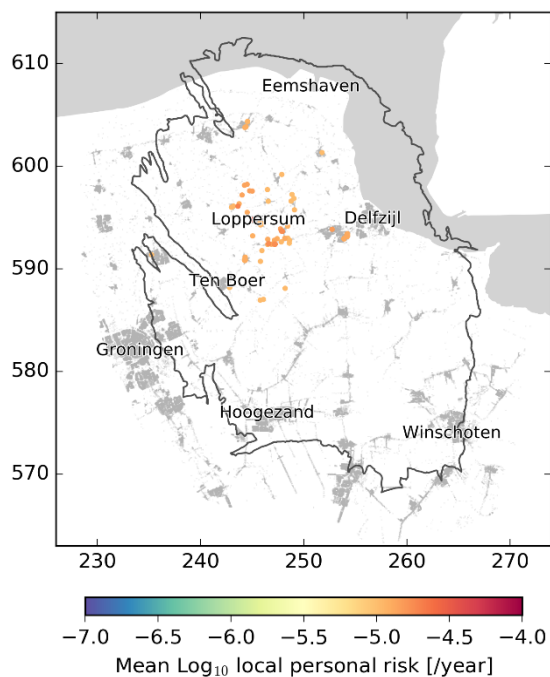 610
Eemshaven
600
Loppersum
Delfzijl
590
Ten Boer
580
Groningen
Hoogezand
Winschoten
570
230 240 250 260 270
−7.0 −6.5 −6.0 −5.5 −5.0 −4.5 −4.0
Mean Log₁₀ local personal risk [/year]